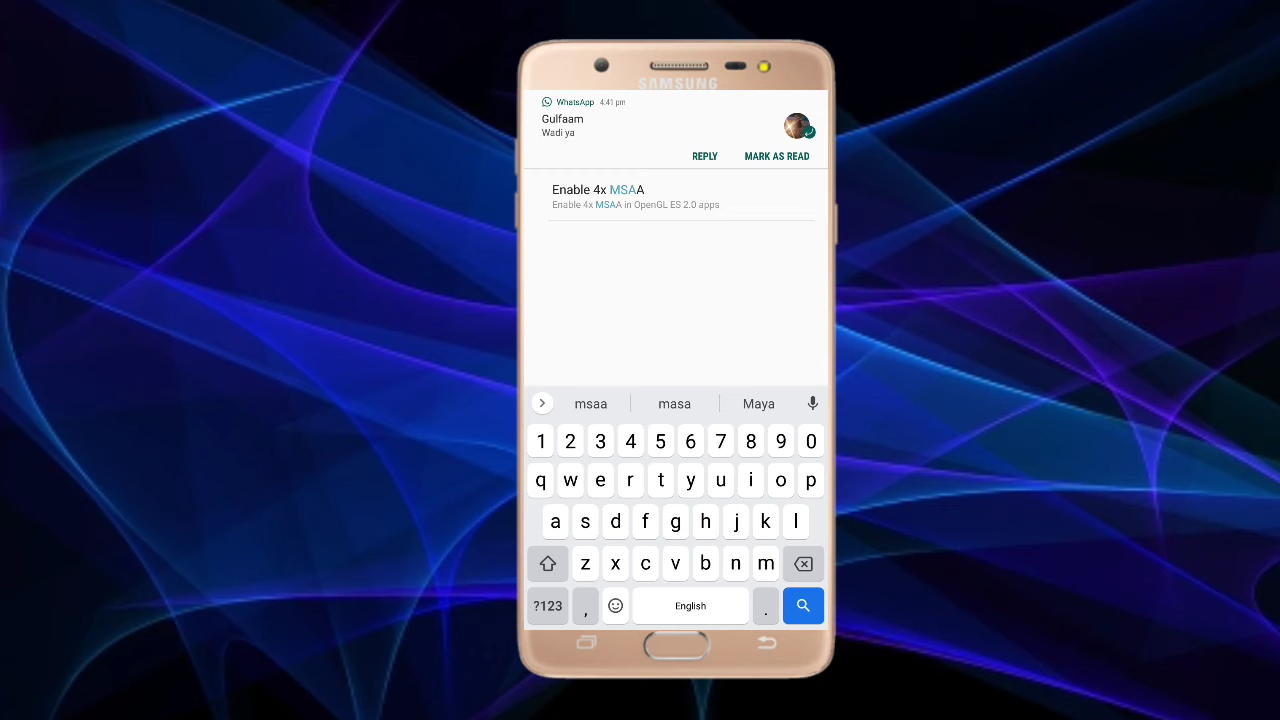 SAMSUNG
WhatsApp 4:41 pm
Gulfaam
Wadi ya
REPLY MARK AS READ
Enable 4x MSAA
Enable 4x MSAA in OpenGL ES 2.0 apps
msaa masa Maya
1 2 3 4 5 6 7 8 9 0
q w e r t y u i o p
a s d f g h j k l
z x c v b n m
?123 , English .